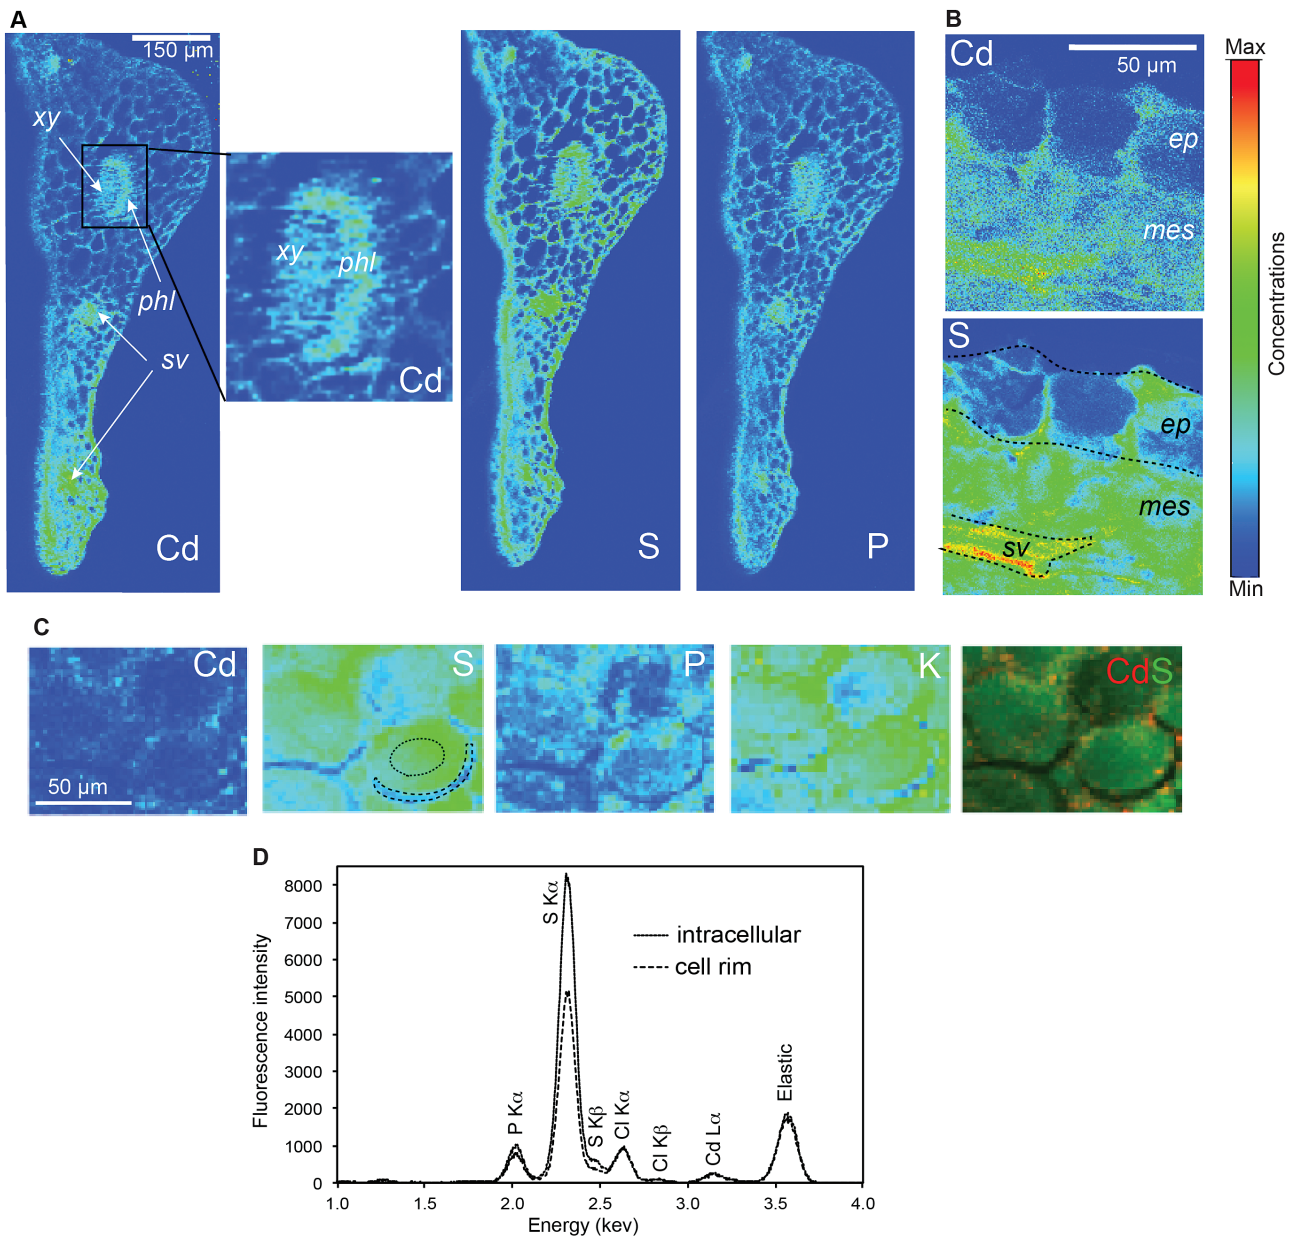 A
150 µm
xy
phl
sv
Cd
xy
phl
Cd
S
P
B
Cd
50 µm
ep
mes
S
ep
mes
sv
Max
Concentrations
Min
C
Cd
50 µm
S
P
K
CdS
D
Fluorescence intensity
8000
7000
6000
5000
4000
3000
2000
1000
0
P Kα
S Kα
S Kβ
Cl Kα
Cl Kβ
Cd Lα
Elastic
intracellular
cell rim
1.0 1.5 2.0 2.5 3.0 3.5 4.0
Energy (kev)